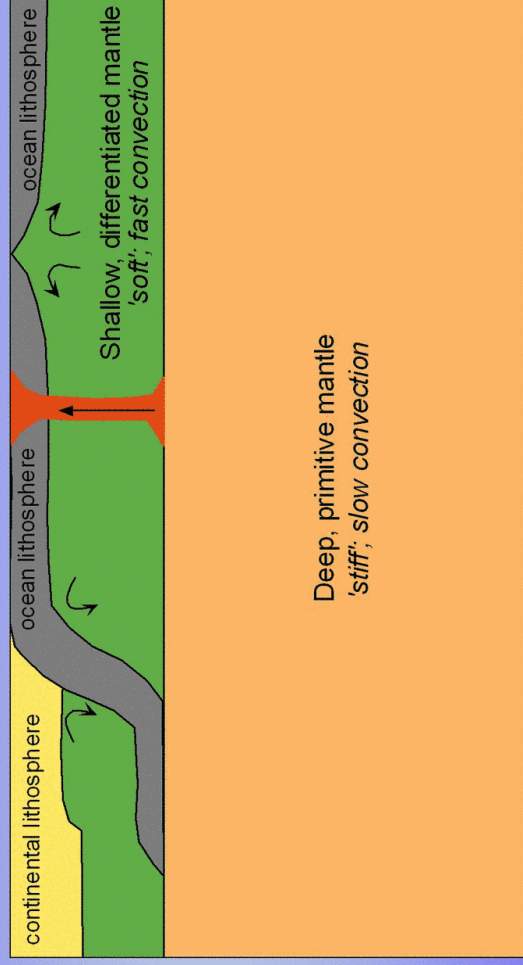 continental lithosphere
ocean lithosphere
ocean lithosphere
Shallow, differentiated mantle
'soft'; fast convection
Deep, primitive mantle
'stiff'; slow convection